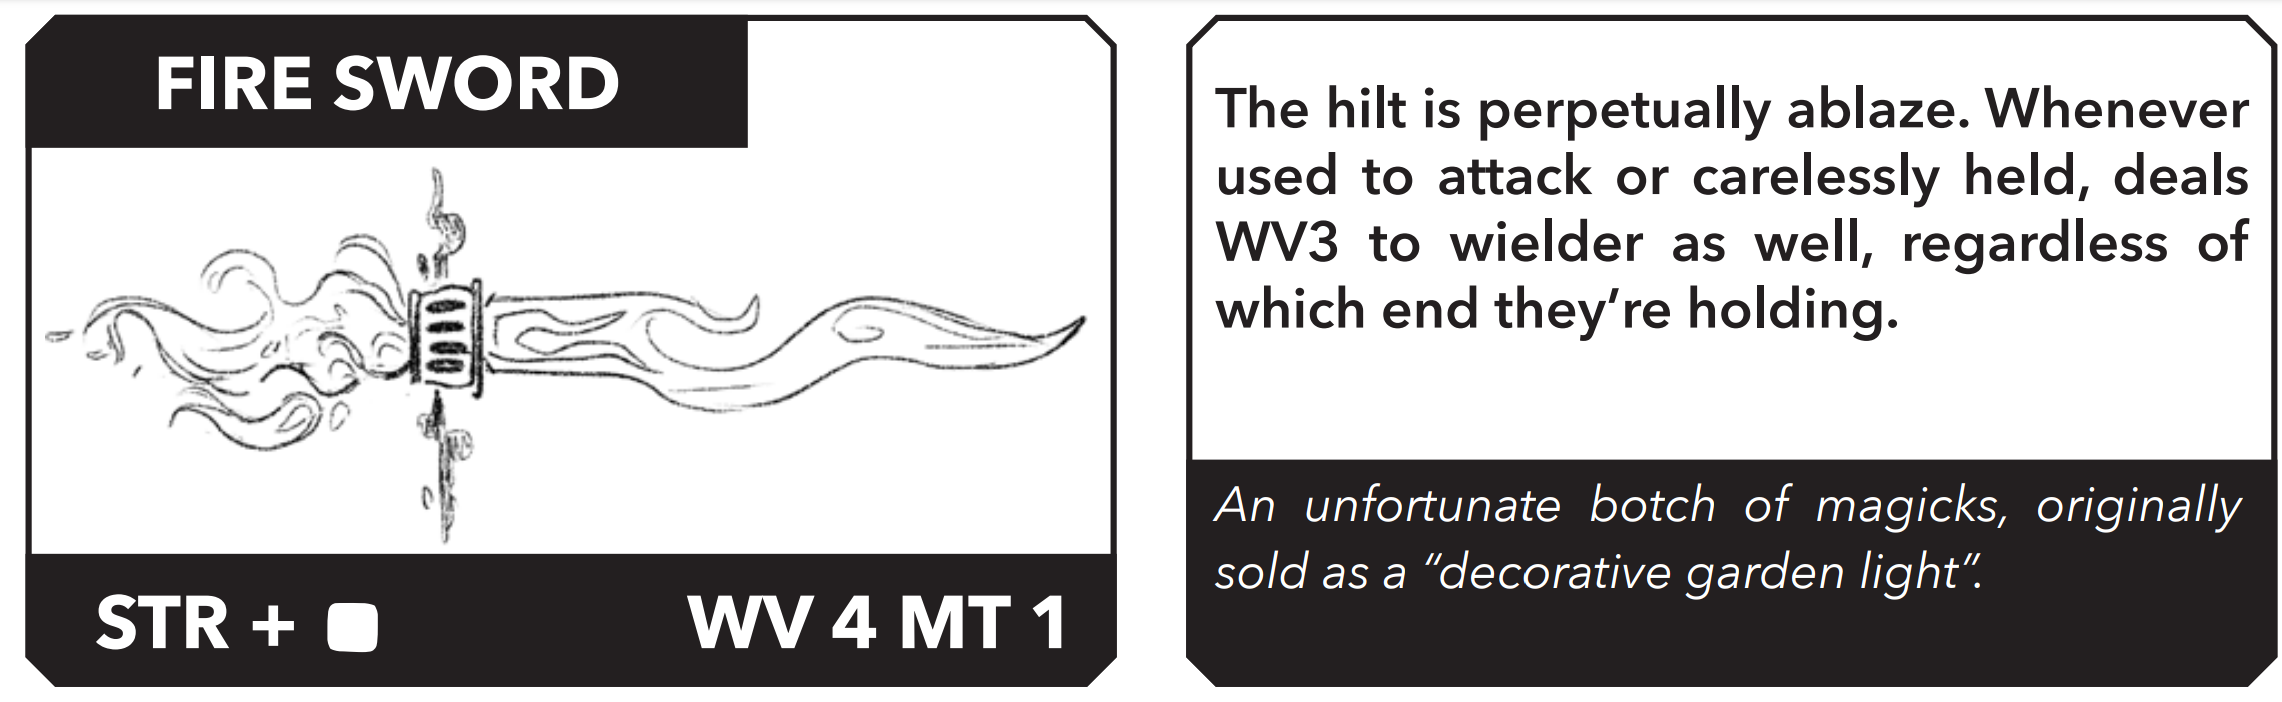 FIRE SWORD
STR +
WV 4 MT 1
The hilt is perpetually ablaze. Whenever
used to attack or carelessly held, deals
WV3 to wielder as well, regardless of
which end they’re holding.
An unfortunate botch of magicks, originally
sold as a “decorative garden light”.